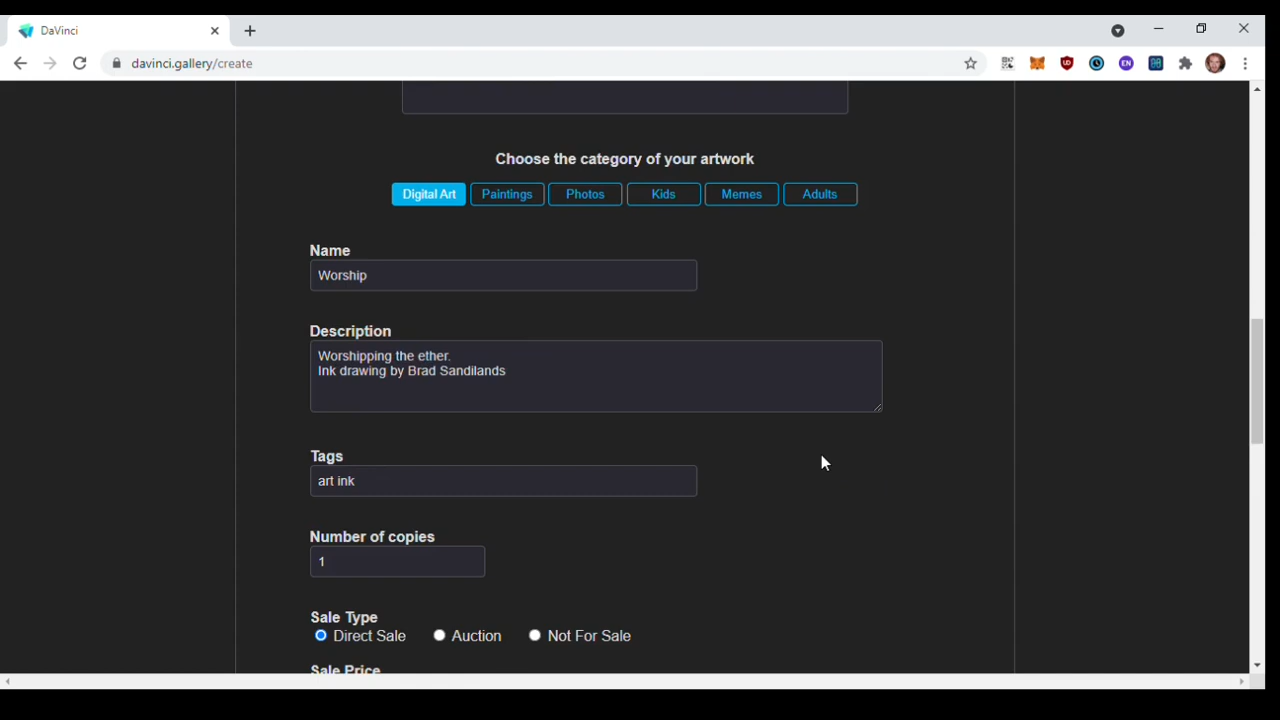 DaVinci
davinci.gallery/create
Choose the category of your artwork
Digital Art Paintings Photos Kids Memes Adults
Name
Worship
Description
Worshipping the ether.
Ink drawing by Brad Sandilands
Tags
art ink
Number of copies
1
Sale Type
Direct Sale Auction Not For Sale
Sale Price